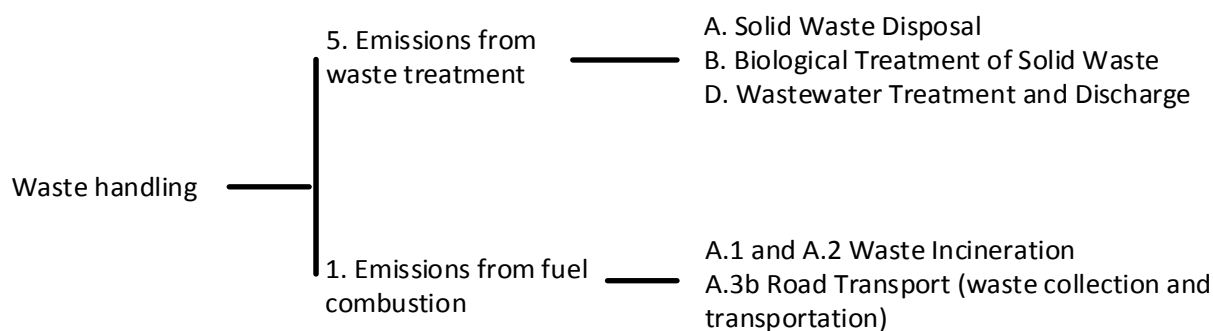 5. Emissions from
waste treatment
A. Solid Waste Disposal
B. Biological Treatment of Solid Waste
D. Wastewater Treatment and Discharge
Waste handling
1. Emissions from fuel
combustion
A.1 and A.2 Waste Incineration
A.3b Road Transport (waste collection and
transportation)